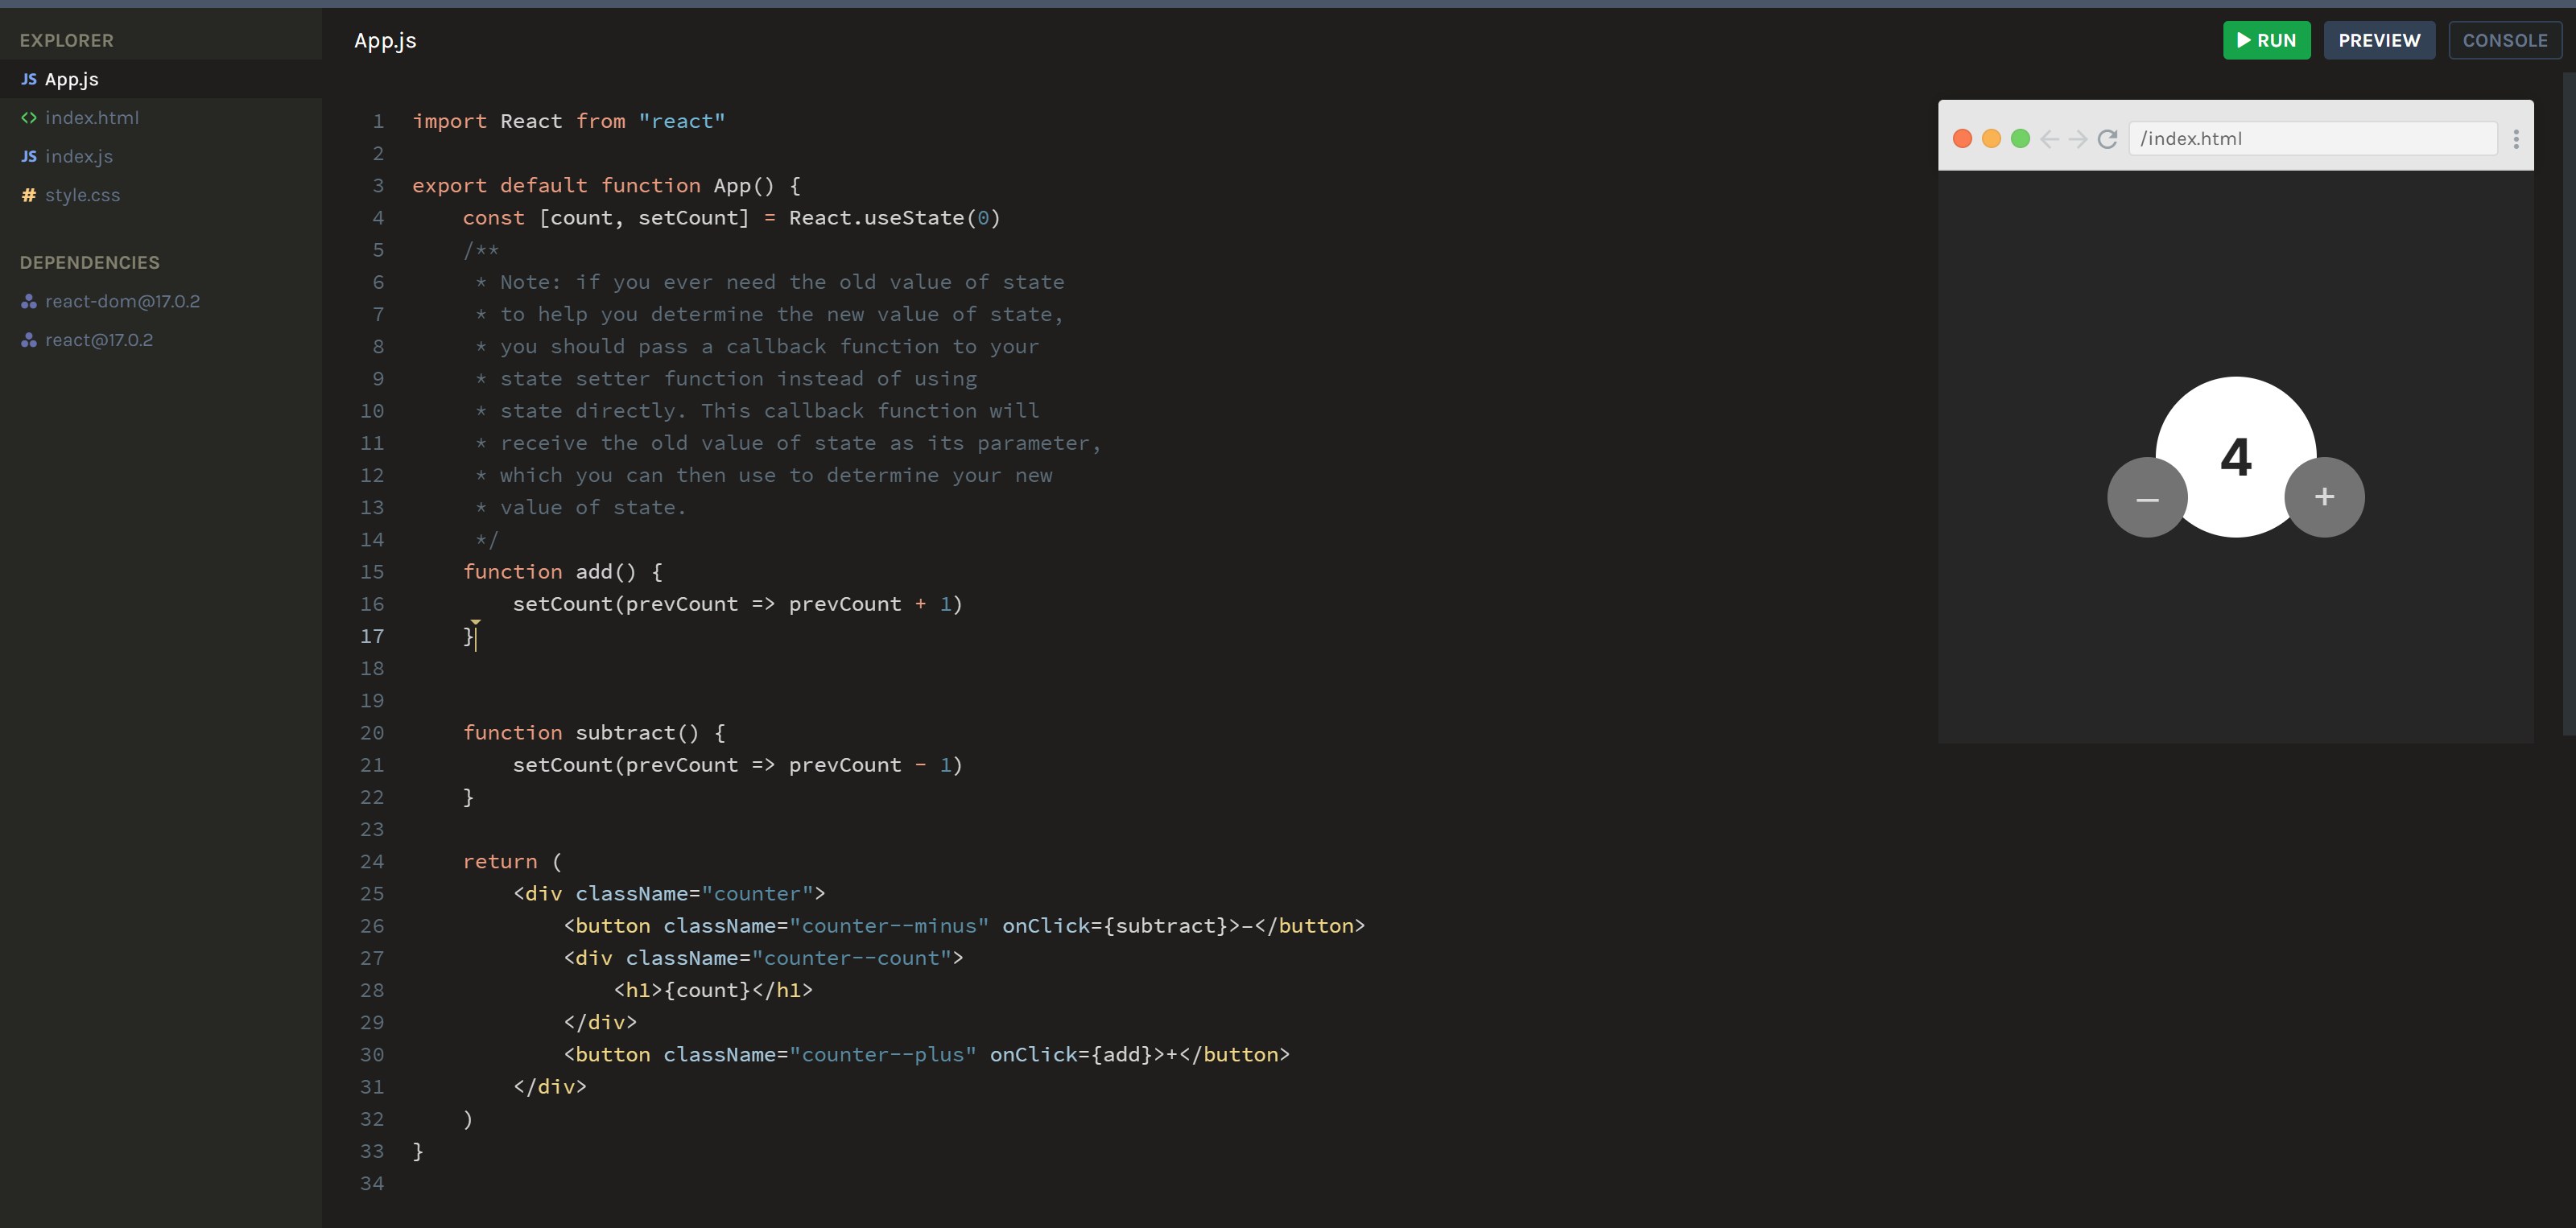 EXPLORER
JS App.js
<> index.html
JS index.js
# style.css
DEPENDENCIES
react-dom@17.0.2
react@17.0.2
App.js
RUN
PREVIEW
CONSOLE
1 import React from "react"
2
3 export default function App() {
4     const [count, setCount] = React.useState(0)
5     /**
6      * Note: if you ever need the old value of state
7      * to help you determine the new value of state,
8      * you should pass a callback function to your
9      * state setter function instead of using
10      * state directly. This callback function will
11      * receive the old value of state as its parameter,
12      * which you can then use to determine your new
13      * value of state.
14      */
15     function add() {
16         setCount(prevCount => prevCount + 1)
17     }
18
19
20     function subtract() {
21         setCount(prevCount => prevCount - 1)
22     }
23
24     return (
25         <div className="counter">
26             <button className="counter--minus" onClick={subtract}>–</button>
27             <div className="counter--count">
28                 <h1>{count}</h1>
29             </div>
30             <button className="counter--plus" onClick={add}>+</button>
31         </div>
32     )
33 }
34
/index.html
4
–
+